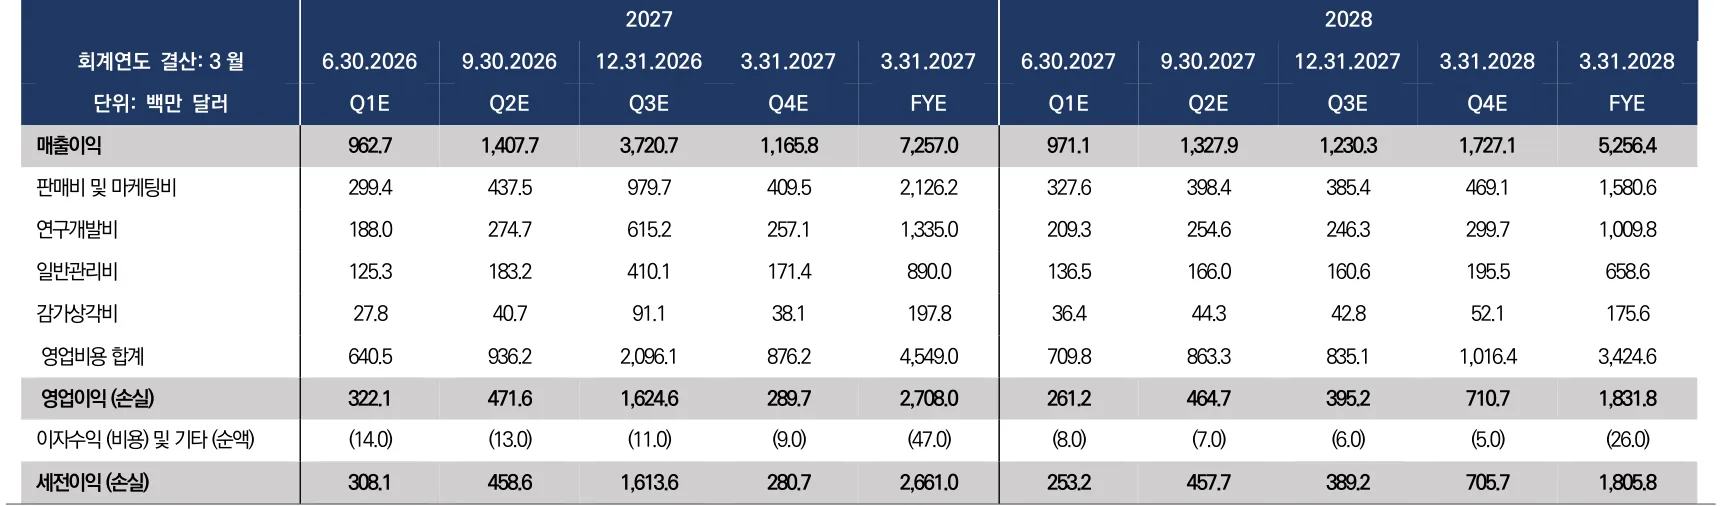 2027 2028
회계연도 결산: 3월 6.30.2026 9.30.2026 12.31.2026 3.31.2027 3.31.2027 6.30.2027 9.30.2027 12.31.2027 3.31.2028 3.31.2028
단위: 백만 달러 Q1E Q2E Q3E Q4E FYE Q1E Q2E Q3E Q4E FYE
매출이익 962.7 1,407.7 3,720.7 1,165.8 7,257.0 971.1 1,327.9 1,230.3 1,727.1 5,256.4
판매비 및 마케팅비 299.4 437.5 979.7 409.5 2,126.2 327.6 398.4 385.4 469.1 1,580.6
연구개발비 188.0 274.7 615.2 257.1 1,335.0 209.3 254.6 246.3 299.7 1,009.8
일반관리비 125.3 183.2 410.1 171.4 890.0 136.5 166.0 160.6 195.5 658.6
감가상각비 27.8 40.7 91.1 38.1 197.8 36.4 44.3 42.8 52.1 175.6
영업비용 합계 640.5 936.2 2,096.1 876.2 4,549.0 709.8 863.3 835.1 1,016.4 3,424.6
영업이익 (손실) 322.1 471.6 1,624.6 289.7 2,708.0 261.2 464.7 395.2 710.7 1,831.8
이자수익 (비용) 및 기타 (순액) (14.0) (13.0) (11.0) (9.0) (47.0) (8.0) (7.0) (6.0) (5.0) (26.0)
세전이익 (손실) 308.1 458.6 1,613.6 280.7 2,661.0 253.2 457.7 389.2 705.7 1,805.8